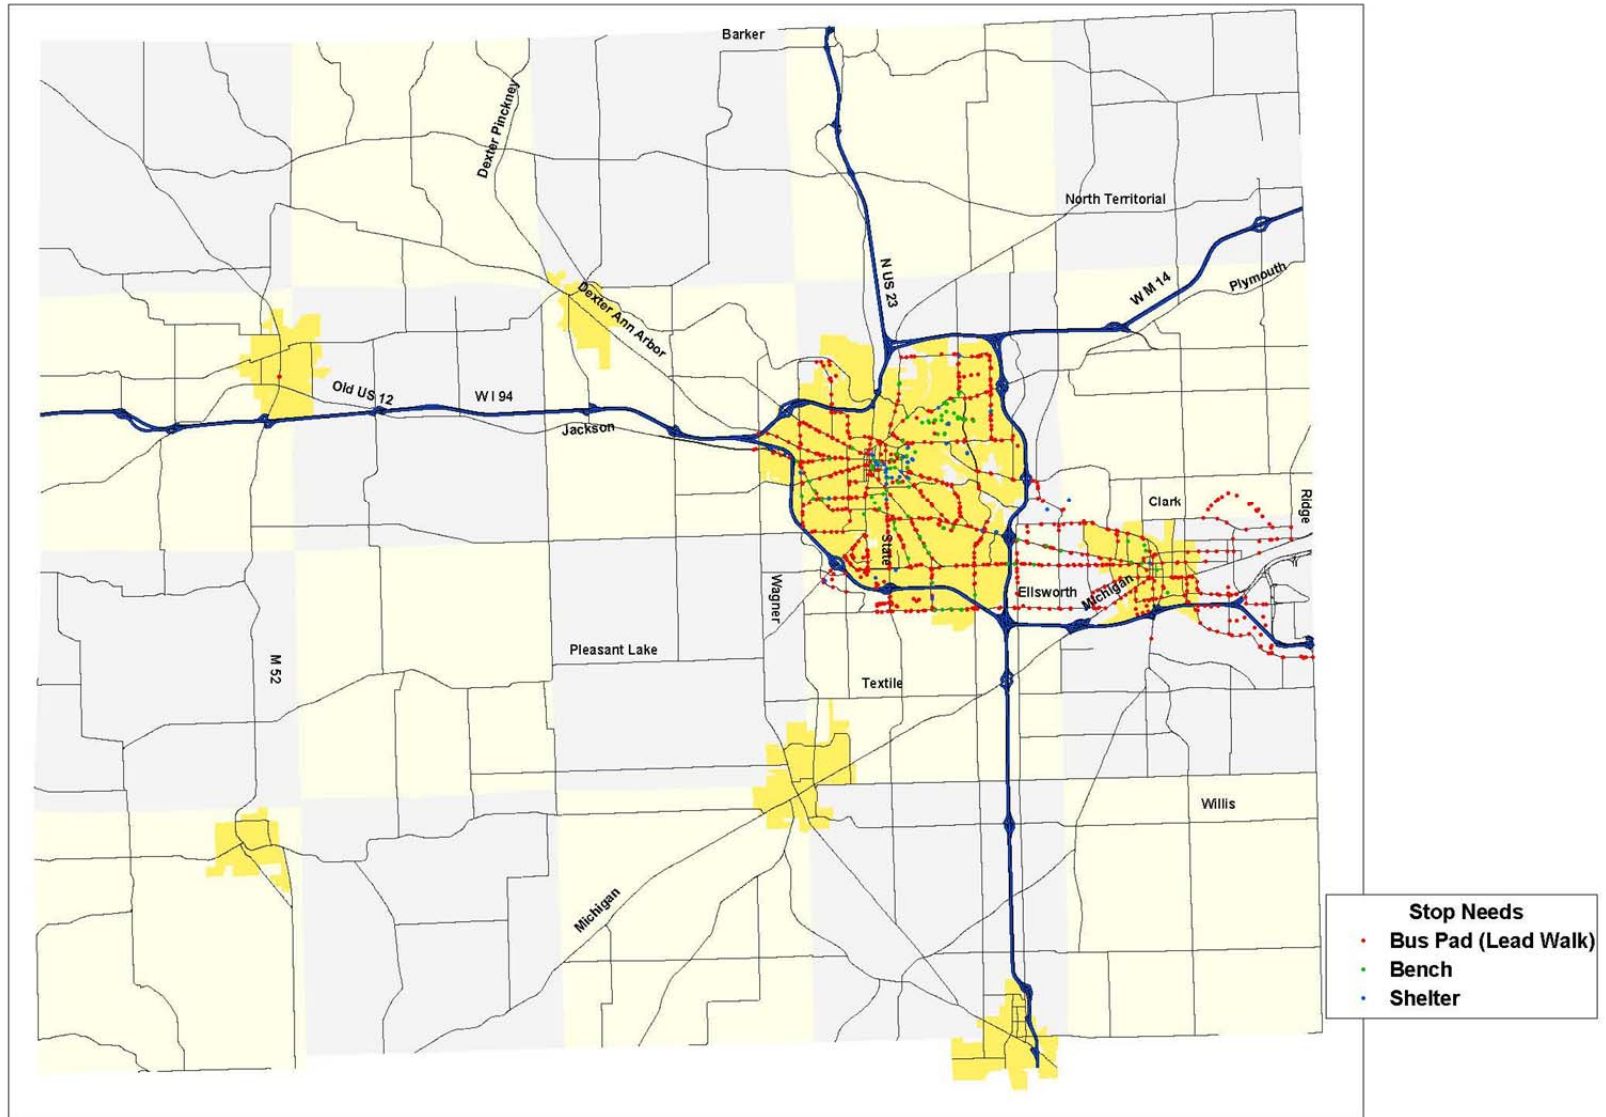 Barker
Dexter Pinckney
North Territorial
N US 23
W M 14
Plymouth
Dexter Ann Arbor
Old US 12
W I 94
Jackson
Clark
Ridge
State
Wagner
Ellsworth
Michigan
Pleasant Lake
M 52
Textile
Willis
Michigan
Stop Needs
Bus Pad (Lead Walk)
Bench
Shelter